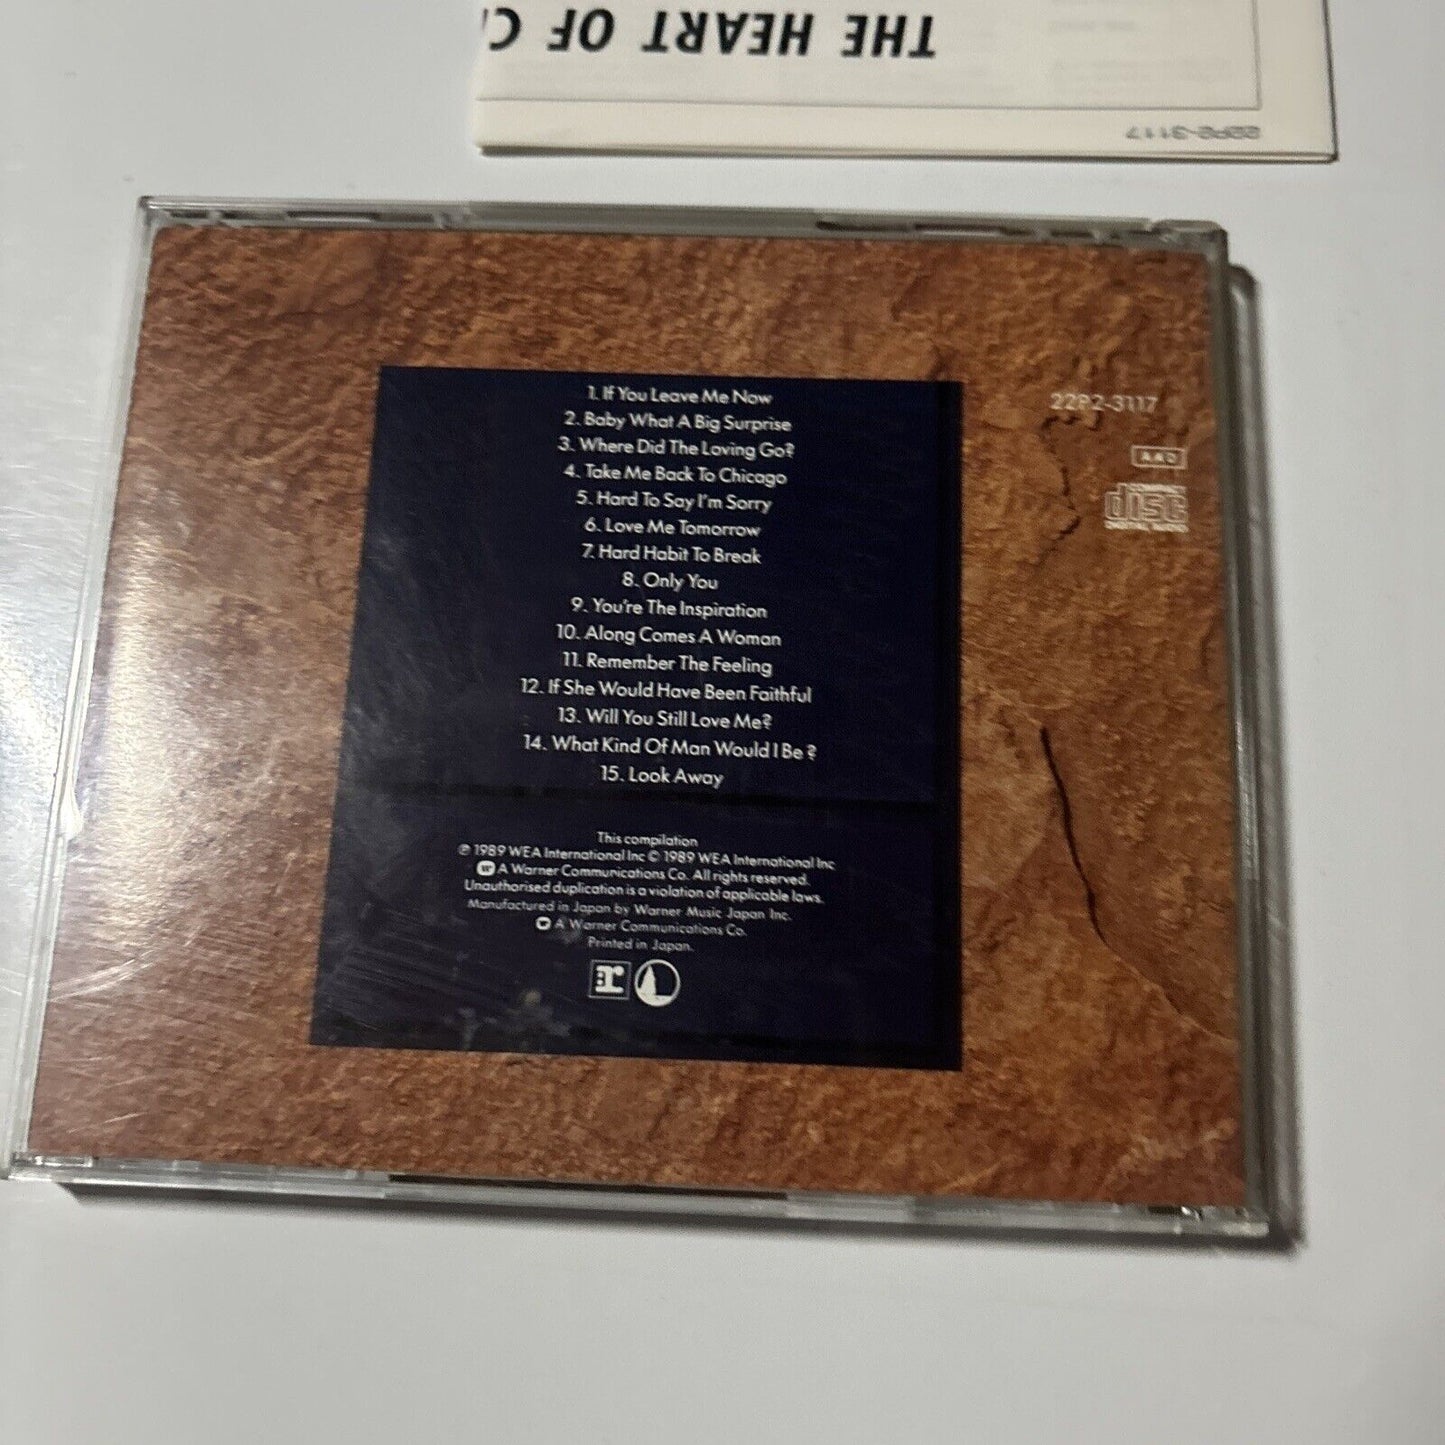 THE HEART OF C
22P2-3117
1. If You Leave Me Now
2. Baby What A Big Surprise
3. Where Did The Loving Go?
4. Take Me Back To Chicago
5. Hard To Say I'm Sorry
6. Love Me Tomorrow
7. Hard Habit To Break
8. Only You
9. You're The Inspiration
10. Along Comes A Woman
11. Remember The Feeling
12. If She Would Have Been Faithful
13. Will You Still Love Me?
14. What Kind Of Man Would I Be ?
15. Look Away
22P2-3117
AAD
COMPACT
disc
DIGITAL AUDIO
This compilation
℗ 1989 WEA International Inc © 1989 WEA International Inc
A Warner Communications Co. All rights reserved.
Unauthorised duplication is a violation of applicable laws.
Manufactured in Japan by Warner Music Japan Inc.
A Warner Communications Co.
Printed in Japan.
:r